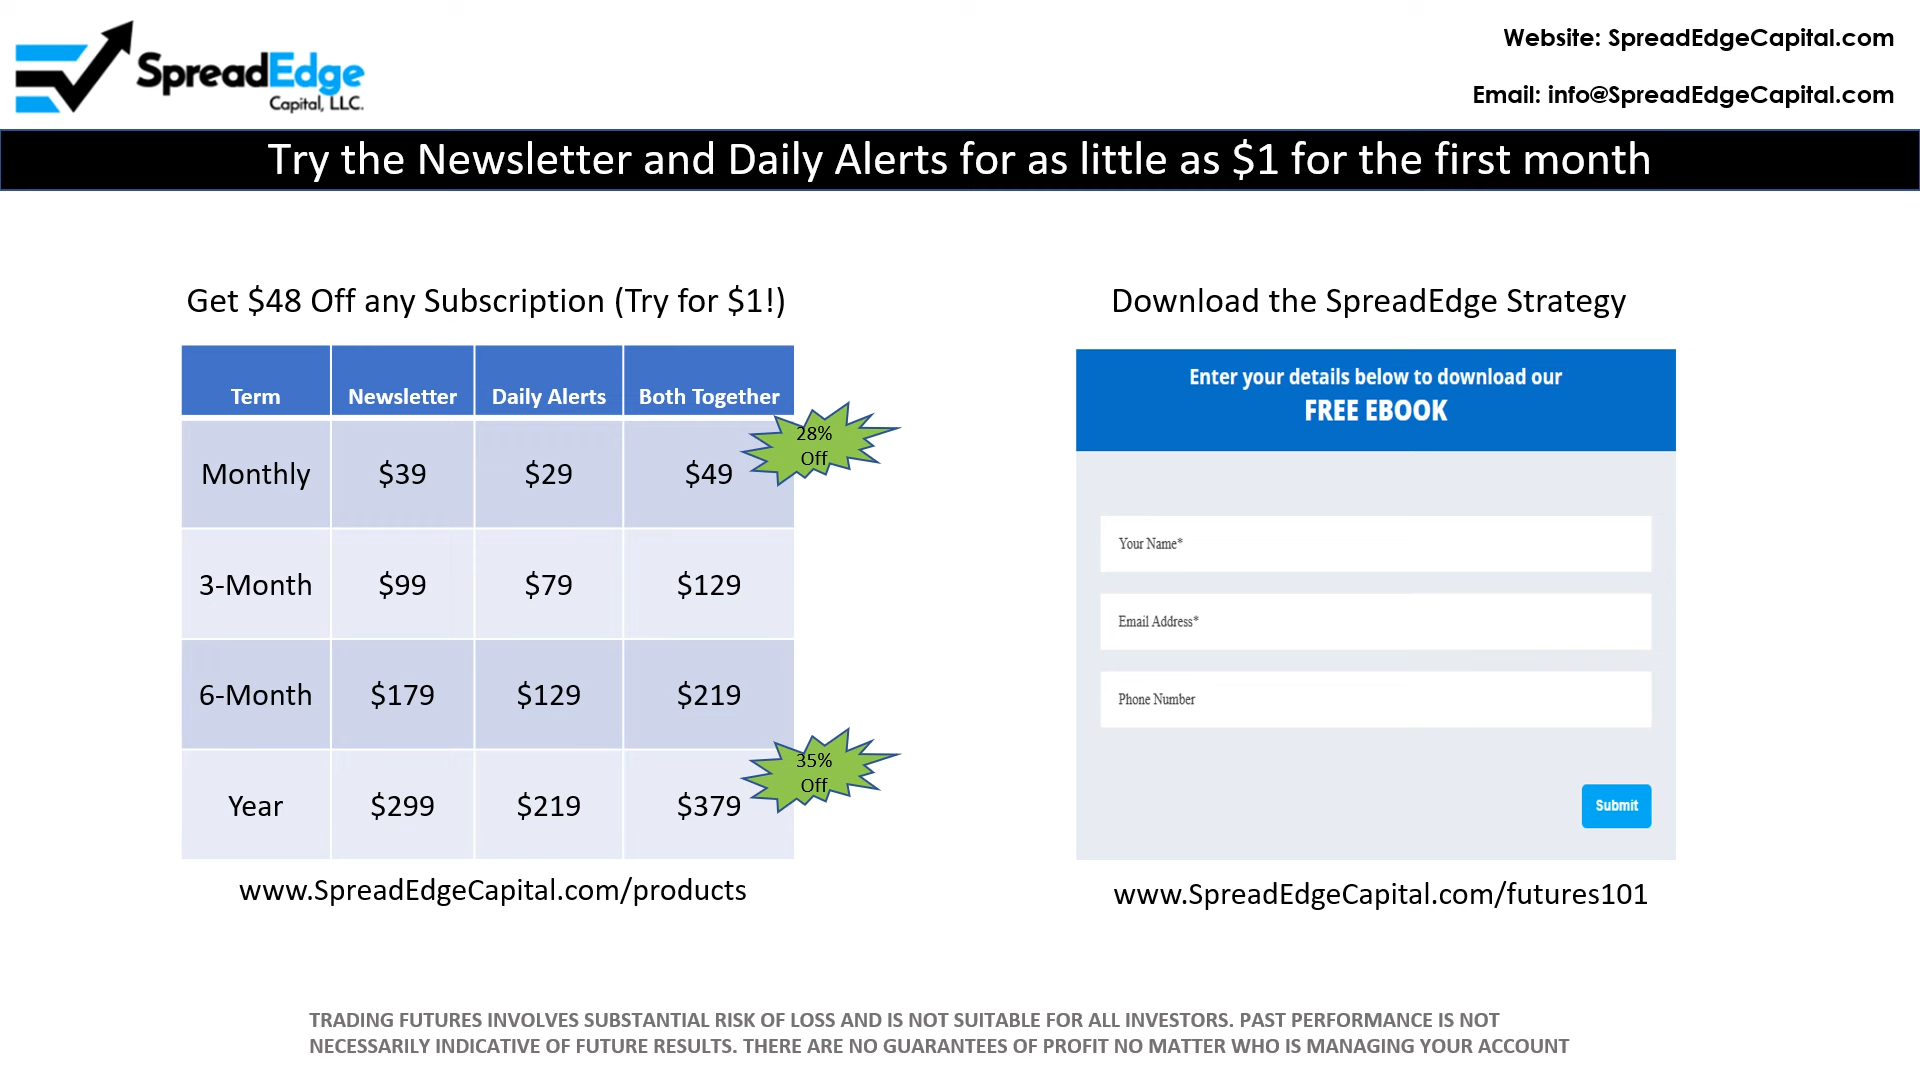 SpreadEdge
Capital, LLC.
Website: SpreadEdgeCapital.com
Email: info@SpreadEdgeCapital.com
Try the Newsletter and Daily Alerts for as little as $1 for the first month
Get $48 Off any Subscription (Try for $1!)
Term Newsletter Daily Alerts Both Together
Monthly $39 $29 $49
28%
Off
3-Month $99 $79 $129
6-Month $179 $129 $219
Year $299 $219 $379
35%
Off
www.SpreadEdgeCapital.com/products
Download the SpreadEdge Strategy
Enter your details below to download our
FREE EBOOK
Your Name*
Email Address*
Phone Number
Submit
www.SpreadEdgeCapital.com/futures101
TRADING FUTURES INVOLVES SUBSTANTIAL RISK OF LOSS AND IS NOT SUITABLE FOR ALL INVESTORS. PAST PERFORMANCE IS NOT
NECESSARILY INDICATIVE OF FUTURE RESULTS. THERE ARE NO GUARANTEES OF PROFIT NO MATTER WHO IS MANAGING YOUR ACCOUNT